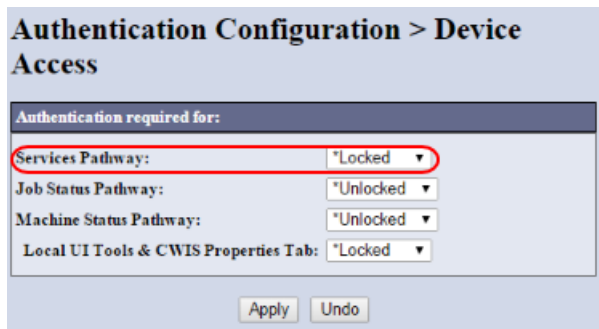 Authentication Configuration > Device
Access
Authentication required for:
Services Pathway: *Locked
Job Status Pathway: *Unlocked
Machine Status Pathway: *Unlocked
Local UI Tools & CWIS Properties Tab: *Locked
Apply Undo